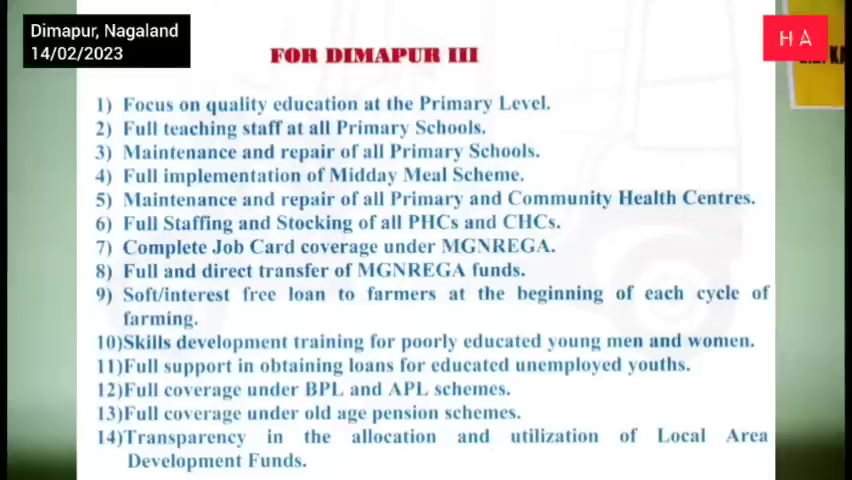 Dimapur, Nagaland
14/02/2023
H A
FOR DIMAPUR III
1) Focus on quality education at the Primary Level.
2) Full teaching staff at all Primary Schools.
3) Maintenance and repair of all Primary Schools.
4) Full implementation of Midday Meal Scheme.
5) Maintenance and repair of all Primary and Community Health Centres.
6) Full Staffing and Stocking of all PHCs and CHCs.
7) Complete Job Card coverage under MGNREGA.
8) Full and direct transfer of MGNREGA funds.
9) Soft/interest free loan to farmers at the beginning of each cycle of
farming.
10)Skills development training for poorly educated young men and women.
11)Full support in obtaining loans for educated unemployed youths.
12)Full coverage under BPL and APL schemes.
13)Full coverage under old age pension schemes.
14)Transparency in the allocation and utilization of Local Area
Development Funds.